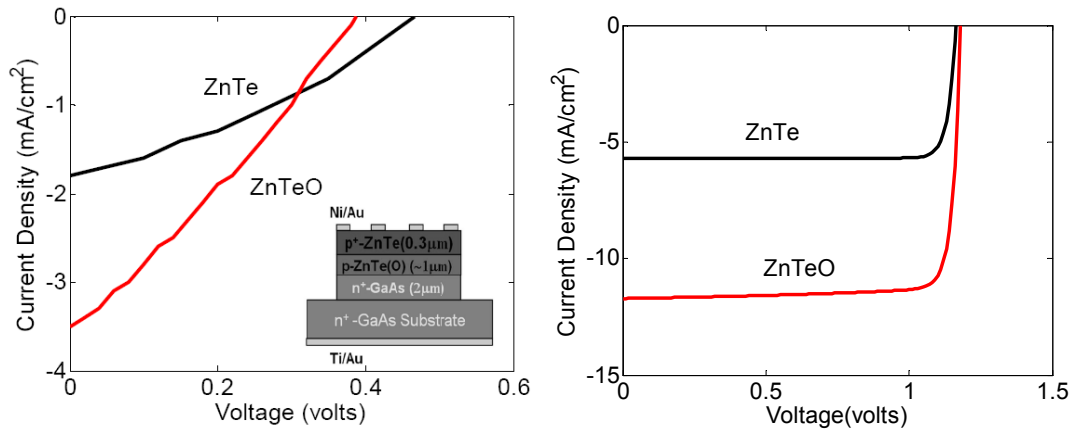 0
-1
-2
-3
-4
0
0.2
0.4
0.6
Current Density (mA/cm²)
Voltage (volts)
ZnTe
ZnTeO
Ni/Au
p⁺-ZnTe(0.3μm)
p-ZnTe(O) (~1μm)
n⁺-GaAs (2μm)
n⁺ -GaAs Substrate
Ti/Au
0
-5
-10
-15
0
0.5
1
1.5
Current Density (mA/cm²)
Voltage(volts)
ZnTe
ZnTeO